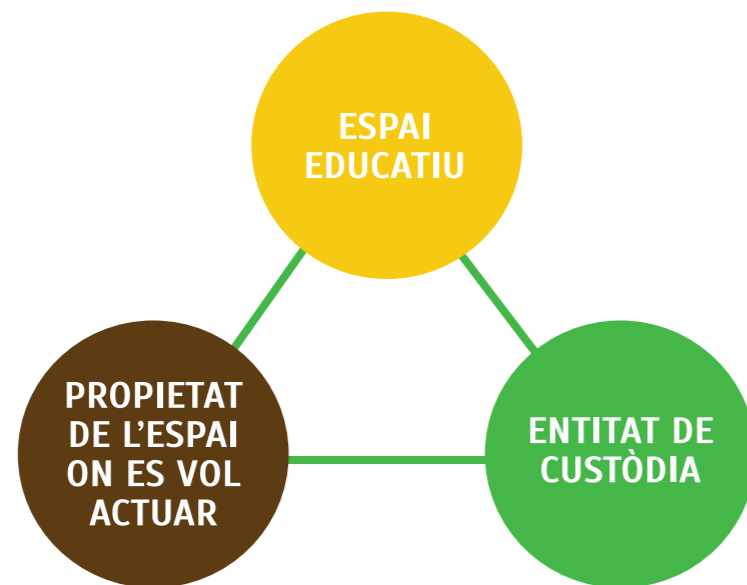 ESPAI
EDUCATIU
PROPIETAT
DE L’ESPAI
ON ES VOL
ACTUAR
ENTITAT DE
CUSTÒDIA